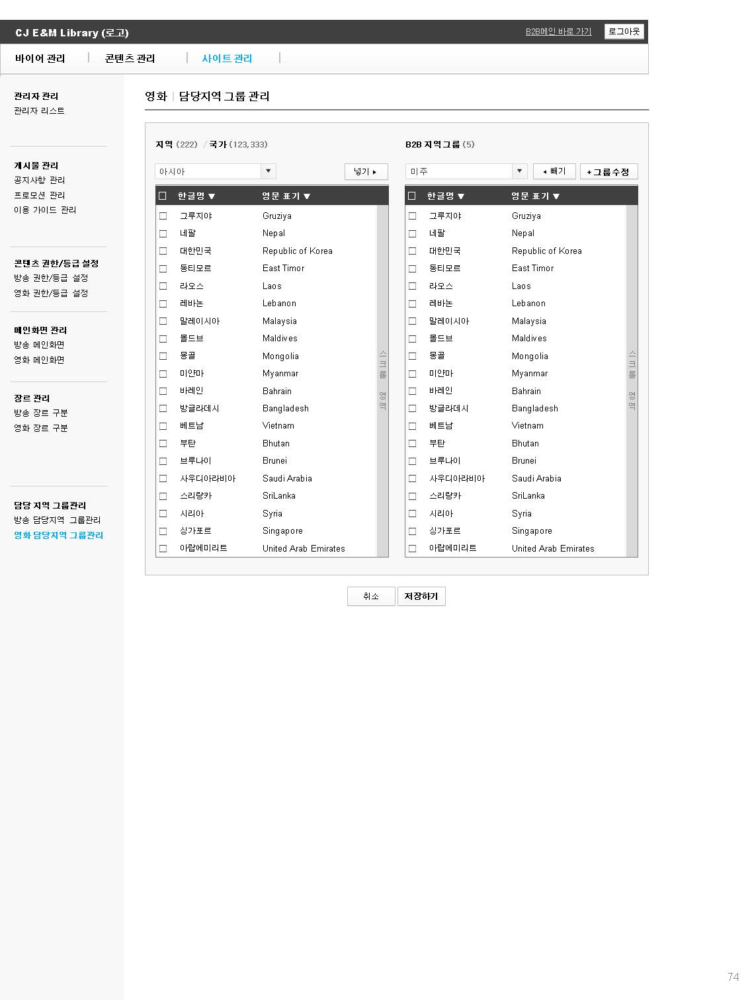 CJ E&M Library (로고)
B2B메인 바로 가기
로그아웃
바이어 관리
콘텐츠 관리
사이트 관리
관리자 관리
관리자 리스트
게시물 관리
공지사항 관리
프로모션 관리
이용 가이드 관리
콘텐츠 권한/등급 설정
방송 권한/등급 설정
영화 권한/등급 설정
메인화면 관리
방송 메인화면
영화 메인화면
장르 관리
방송 장르 구분
영화 장르 구분
담당 지역 그룹관리
방송 담당지역 그룹관리
영화 담당지역 그룹관리
영화 | 담당지역 그룹 관리
지역 (222) / 국가 (123,333)
아시아 ▼ 넣기 ▸
한글명 ▼ 영문 표기 ▼
그루지야 Gruziya
네팔 Nepal
대한민국 Republic of Korea
동티모르 East Timor
라오스 Laos
레바논 Lebanon
말레이시아 Malaysia
몰드브 Maldives
몽골 Mongolia
미얀마 Myanmar
바레인 Bahrain
방글라데시 Bangladesh
베트남 Vietnam
부탄 Bhutan
브루나이 Brunei
사우디아라비아 Saudi Arabia
스리랑카 SriLanka
시리아 Syria
싱가포르 Singapore
아랍에미리트 United Arab Emirates
스크롤 영역
B2B 지역그룹 (5)
미주 ▼ ◂ 빼기 +그룹수정
한글명 ▼ 영문 표기 ▼
그루지야 Gruziya
네팔 Nepal
대한민국 Republic of Korea
동티모르 East Timor
라오스 Laos
레바논 Lebanon
말레이시아 Malaysia
몰드브 Maldives
몽골 Mongolia
미얀마 Myanmar
바레인 Bahrain
방글라데시 Bangladesh
베트남 Vietnam
부탄 Bhutan
브루나이 Brunei
사우디아라비아 Saudi Arabia
스리랑카 SriLanka
시리아 Syria
싱가포르 Singapore
아랍에미리트 United Arab Emirates
스크롤 영역
취소
저장하기
74